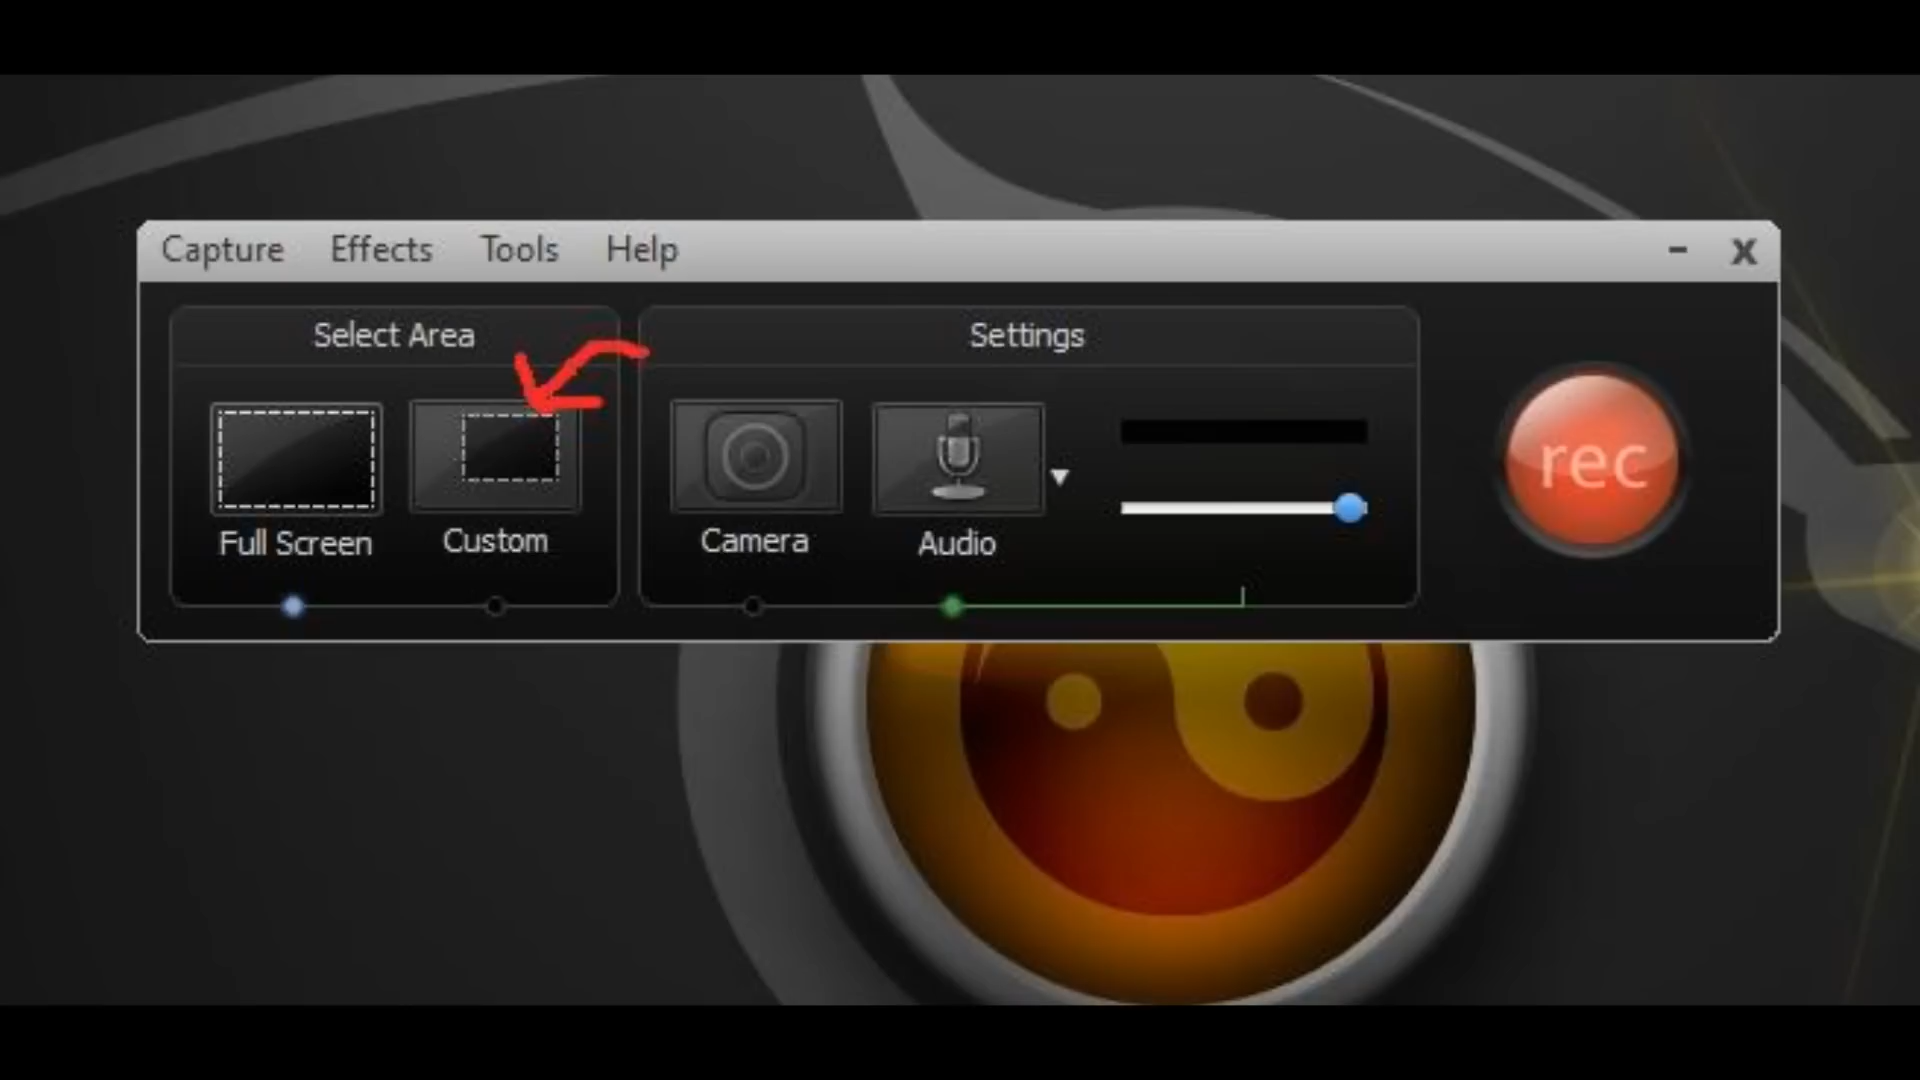 Capture Effects Tools Help - X
Select Area
Settings
Full Screen
Custom
Camera
Audio
rec